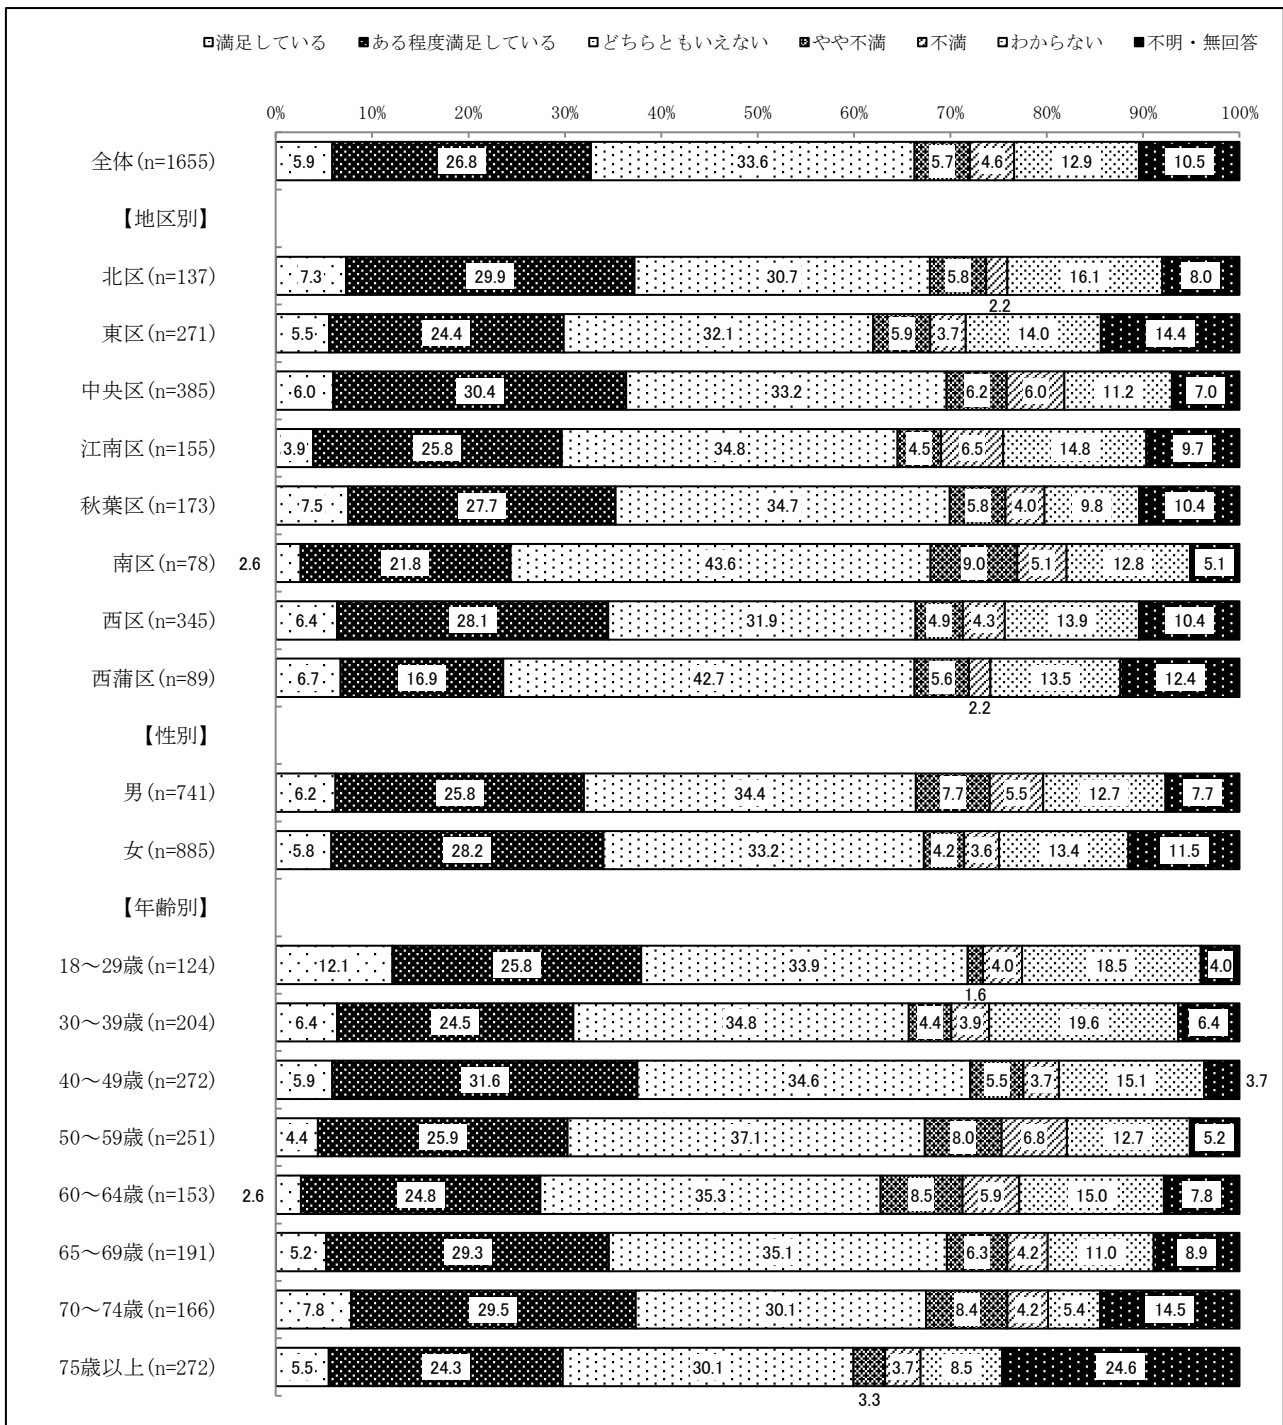 満足している ある程度満足している どちらともいえない やや不満 不満 わからない 不明・無回答
0% 10% 20% 30% 40% 50% 60% 70% 80% 90% 100%
全体(n=1655) 5.9 26.8 33.6 5.7 4.6 12.9 10.5
【地区別】
北区(n=137) 7.3 29.9 30.7 5.8 16.1 8.0
2.2
東区(n=271) 5.5 24.4 32.1 5.9 3.7 14.0 14.4
中央区(n=385) 6.0 30.4 33.2 6.2 6.0 11.2 7.0
江南区(n=155) 3.9 25.8 34.8 4.5 6.5 14.8 9.7
秋葉区(n=173) 7.5 27.7 34.7 5.8 4.0 9.8 10.4
南区(n=78) 2.6 21.8 43.6 9.0 5.1 12.8 5.1
西区(n=345) 6.4 28.1 31.9 4.9 4.3 13.9 10.4
西蒲区(n=89) 6.7 16.9 42.7 5.6 13.5 12.4
2.2
【性別】
男(n=741) 6.2 25.8 34.4 7.7 5.5 12.7 7.7
女(n=885) 5.8 28.2 33.2 4.2 3.6 13.4 11.5
【年齢別】
18～29歳(n=124) 12.1 25.8 33.9 4.0 18.5 4.0
1.6
30～39歳(n=204) 6.4 24.5 34.8 4.4 3.9 19.6 6.4
40～49歳(n=272) 5.9 31.6 34.6 5.5 3.7 15.1 3.7
50～59歳(n=251) 4.4 25.9 37.1 8.0 6.8 12.7 5.2
60～64歳(n=153) 2.6 24.8 35.3 8.5 5.9 15.0 7.8
65～69歳(n=191) 5.2 29.3 35.1 6.3 4.2 11.0 8.9
70～74歳(n=166) 7.8 29.5 30.1 8.4 4.2 5.4 14.5
75歳以上(n=272) 5.5 24.3 30.1 3.7 8.5 24.6
3.3